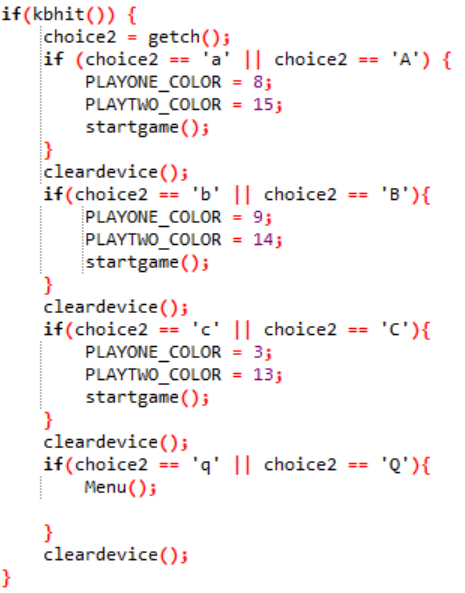 if(kbhit()) {
    choice2 = getch();
    if (choice2 == 'a' || choice2 == 'A') {
        PLAYONE_COLOR = 8;
        PLAYTWO_COLOR = 15;
        startgame();
    }
    cleardevice();
    if(choice2 == 'b' || choice2 == 'B'){
        PLAYONE_COLOR = 9;
        PLAYTWO_COLOR = 14;
        startgame();
    }
    cleardevice();
    if(choice2 == 'c' || choice2 == 'C'){
        PLAYONE_COLOR = 3;
        PLAYTWO_COLOR = 13;
        startgame();
    }
    cleardevice();
    if(choice2 == 'q' || choice2 == 'Q'){
        Menu();

    }
    cleardevice();
}